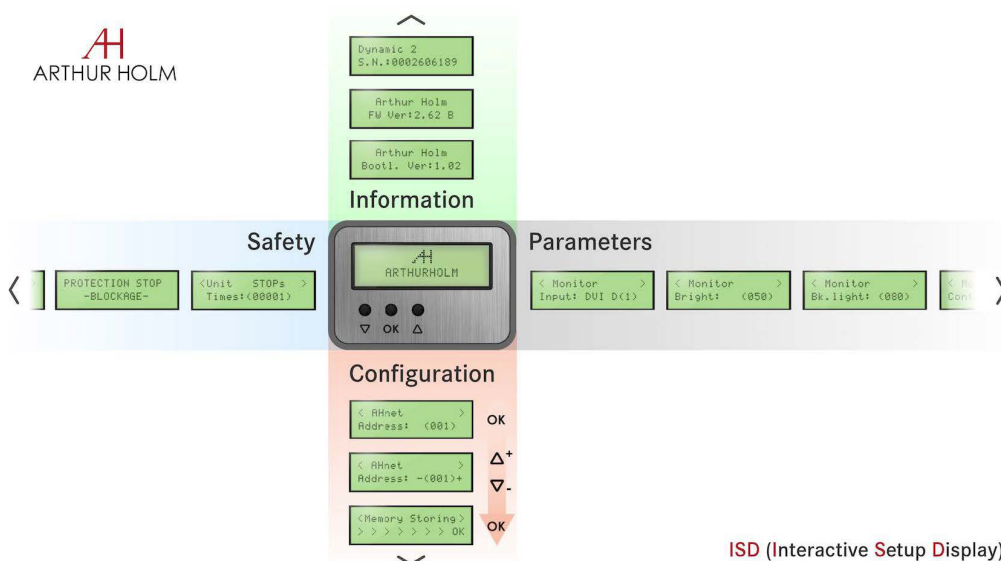 AH
ARTHUR HOLM
Dynamic 2
S.N.:0002606189
Arthur Holm
FW Ver:2.62 B
Arthur Holm
Bootl. Ver:1.02
Information
Safety
Parameters
PROTECTION STOP
-BLOCKAGE-
<Unit STOPs >
Times:(00001)
AH
ARTHURHOLM
▽ OK △
< Monitor >
Input: DVI D(1)
< Monitor >
Bright: (050)
< Monitor >
Bk.light: (080)
Configuration
< AHnet >
Address: (001)
OK
< AHnet >
Address: -(001)+
△+
▽-
<Memory Storing>
> > > > > > > OK
OK
ISD (Interactive Setup Display)